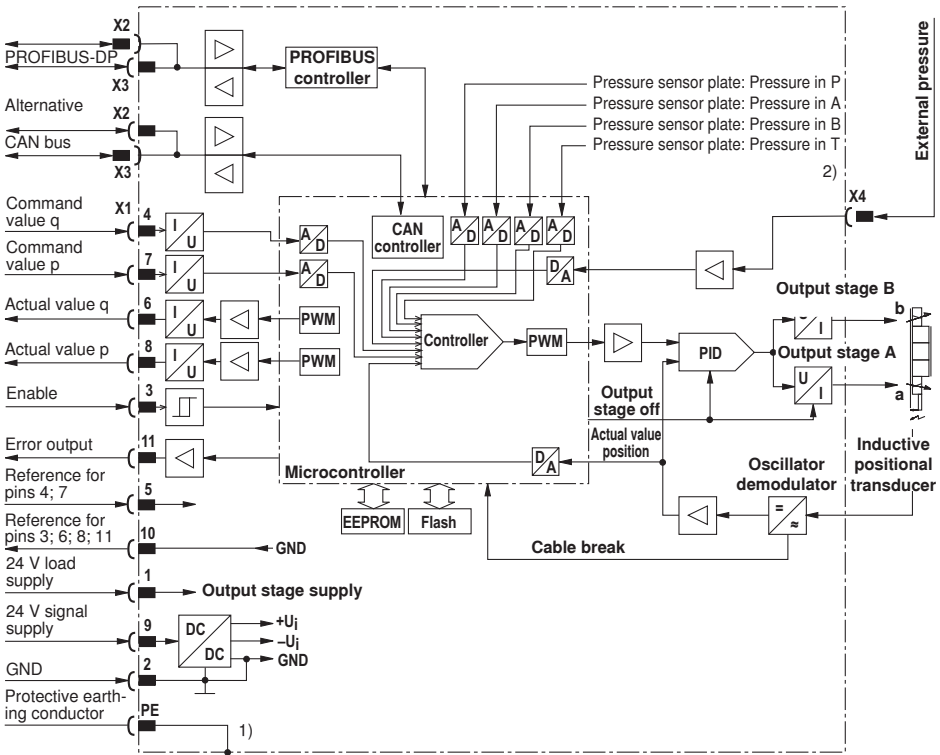 X2
PROFIBUS-DP
X3
PROFIBUS
controller
Alternative
X2
CAN bus
X3
Pressure sensor plate: Pressure in P
Pressure sensor plate: Pressure in A
Pressure sensor plate: Pressure in B
Pressure sensor plate: Pressure in T
2)
External pressure
X4
X1
Command
value q
4
I
U
A
D
CAN
controller
A
D
A
D
A
D
A
D
Command
value p
7
I
U
A
D
D
A
Actual value q
6
I
U
PWM
Actual value p
8
I
U
PWM
Controller
PWM
PID
Output stage B
I
b
Output stage A
U
I
a
Enable
3
Output
stage off
Actual value
position
Error output
11
Microcontroller
D
A
Oscillator
demodulator
=
≈
Inductive
positional
transducer
Reference for
pins 4; 7
5
EEPROM
Flash
Reference for
pins 3; 6; 8; 11
10
GND
Cable break
24 V load
supply
1
Output stage supply
24 V signal
supply
9
DC
DC
+Ui
–Ui
GND
GND
2
Protective earth-
ing conductor
PE
1)